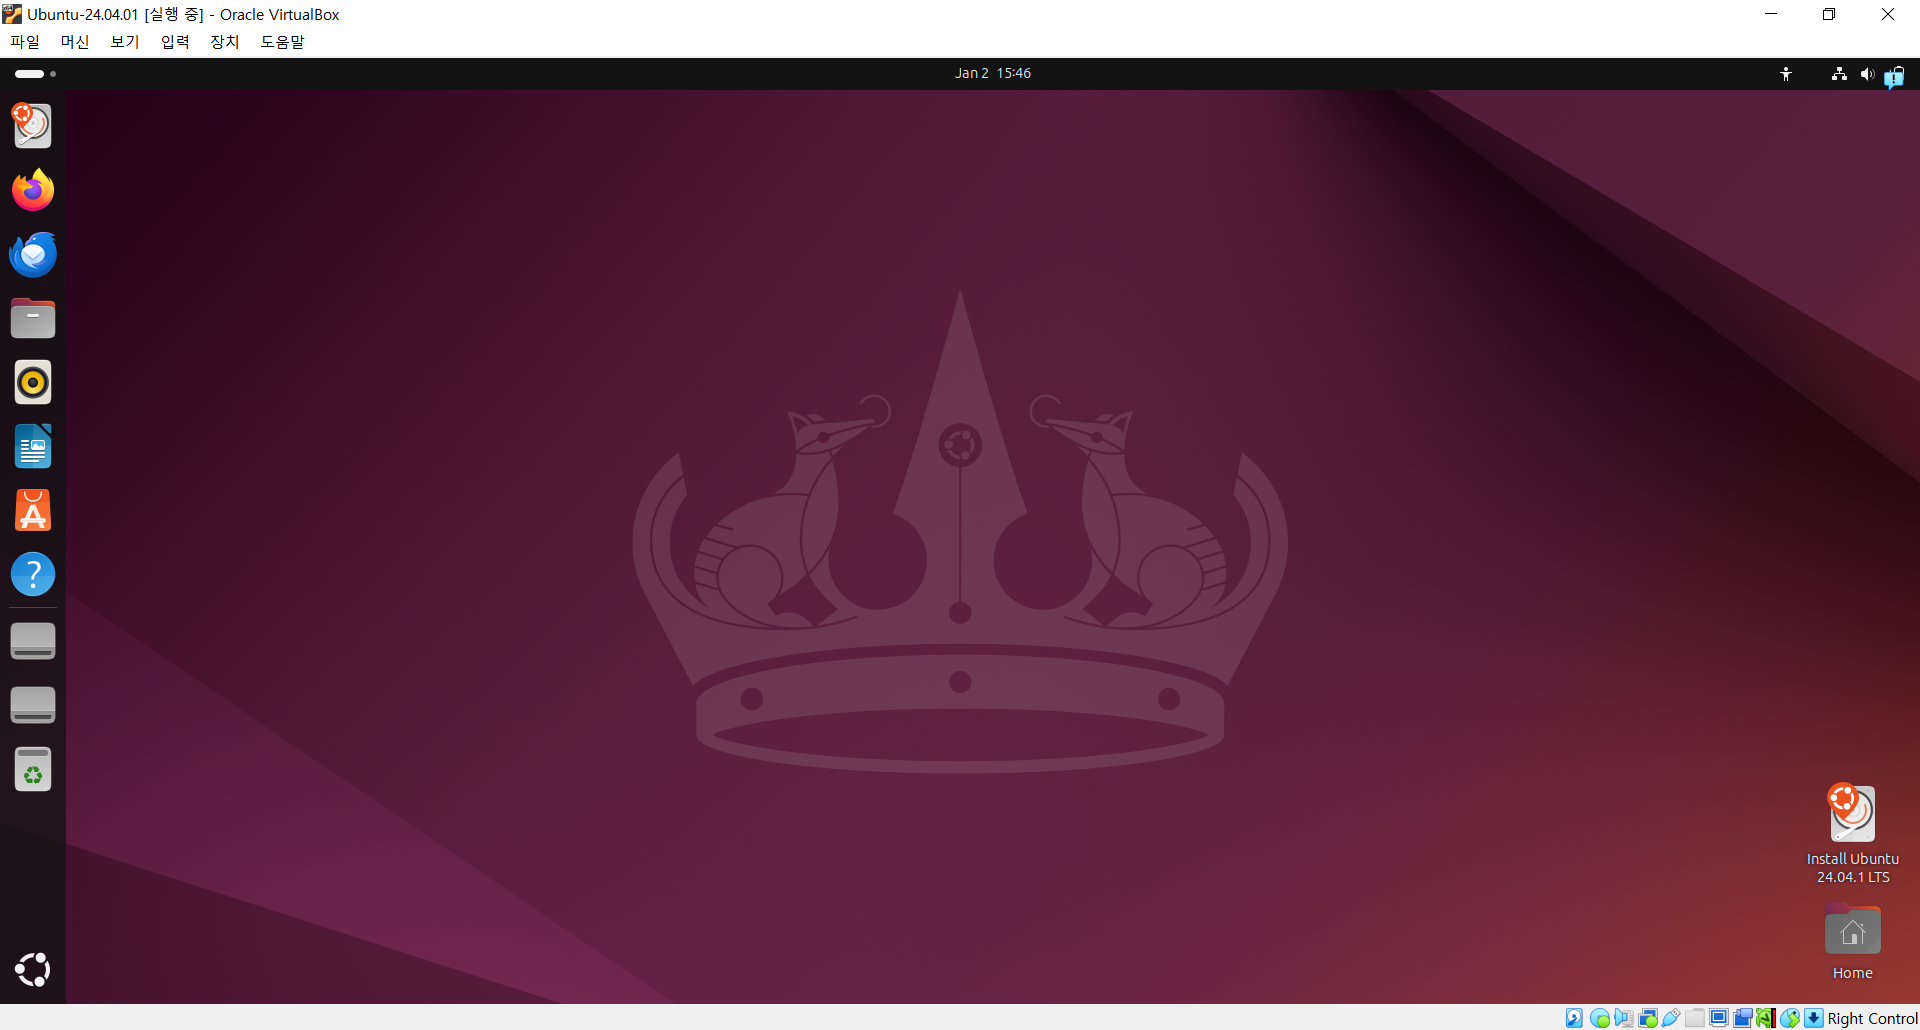 Ubuntu-24.04.01 [실행 중] - Oracle VirtualBox
파일 머신 보기 입력 장치 도움말
Jan 2 15:46
Install Ubuntu
24.04.1 LTS
Home
Right Control